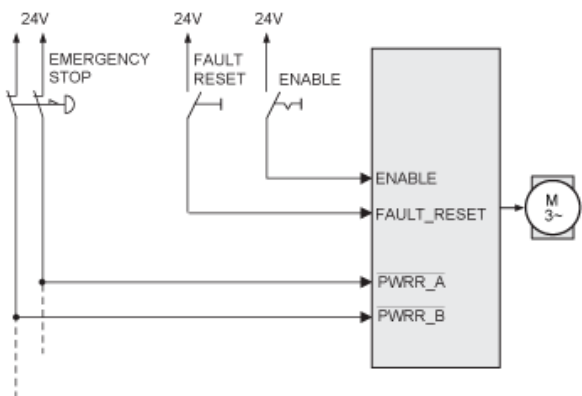 24V 24V 24V
EMERGENCY
STOP
FAULT
RESET
ENABLE
ENABLE
FAULT_RESET
PWRR_A
PWRR_B
M
3~